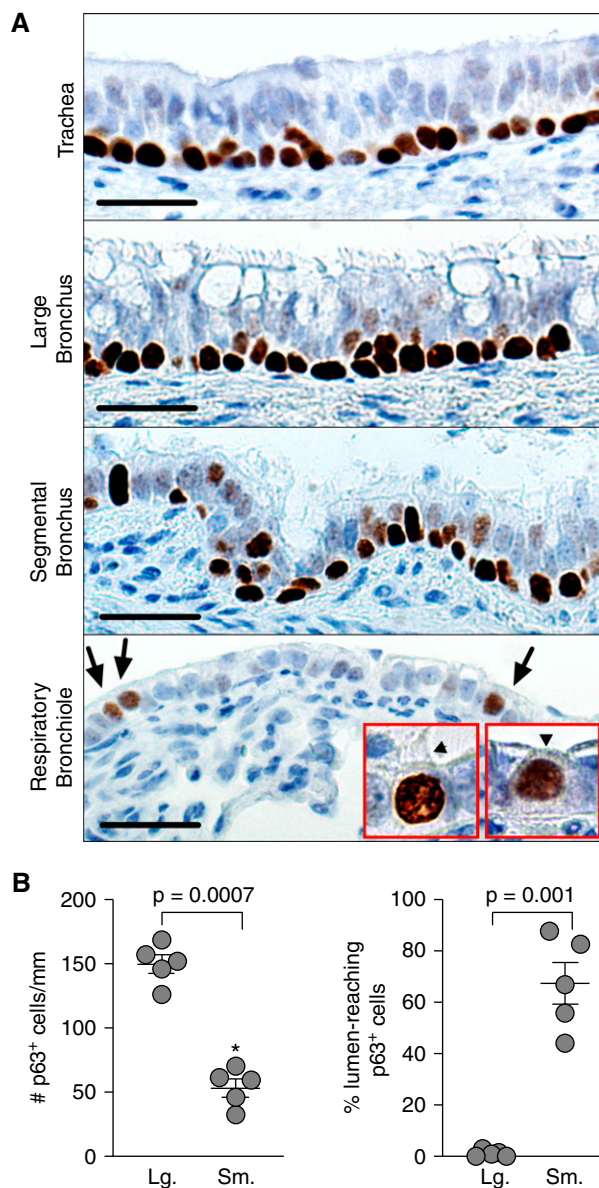 A
Trachea
Large
Bronchus
Segmental
Bronchus
Respiratory
Bronchiole
B
p = 0.0007
# p63⁺ cells/mm
200
150
100
50
0
*
Lg.
Sm.
p = 0.001
% lumen-reaching
p63⁺ cells
100
80
60
40
20
0
Lg.
Sm.